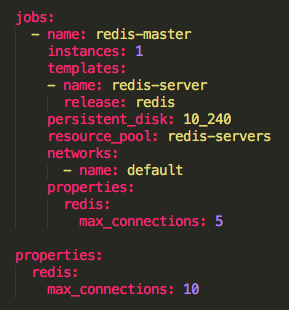 jobs:
  - name: redis-master
    instances: 1
    templates:
    - name: redis-server
      release: redis
    persistent_disk: 10_240
    resource_pool: redis-servers
    networks:
      - name: default
    properties:
      redis:
        max_connections: 5

properties:
  redis:
    max_connections: 10